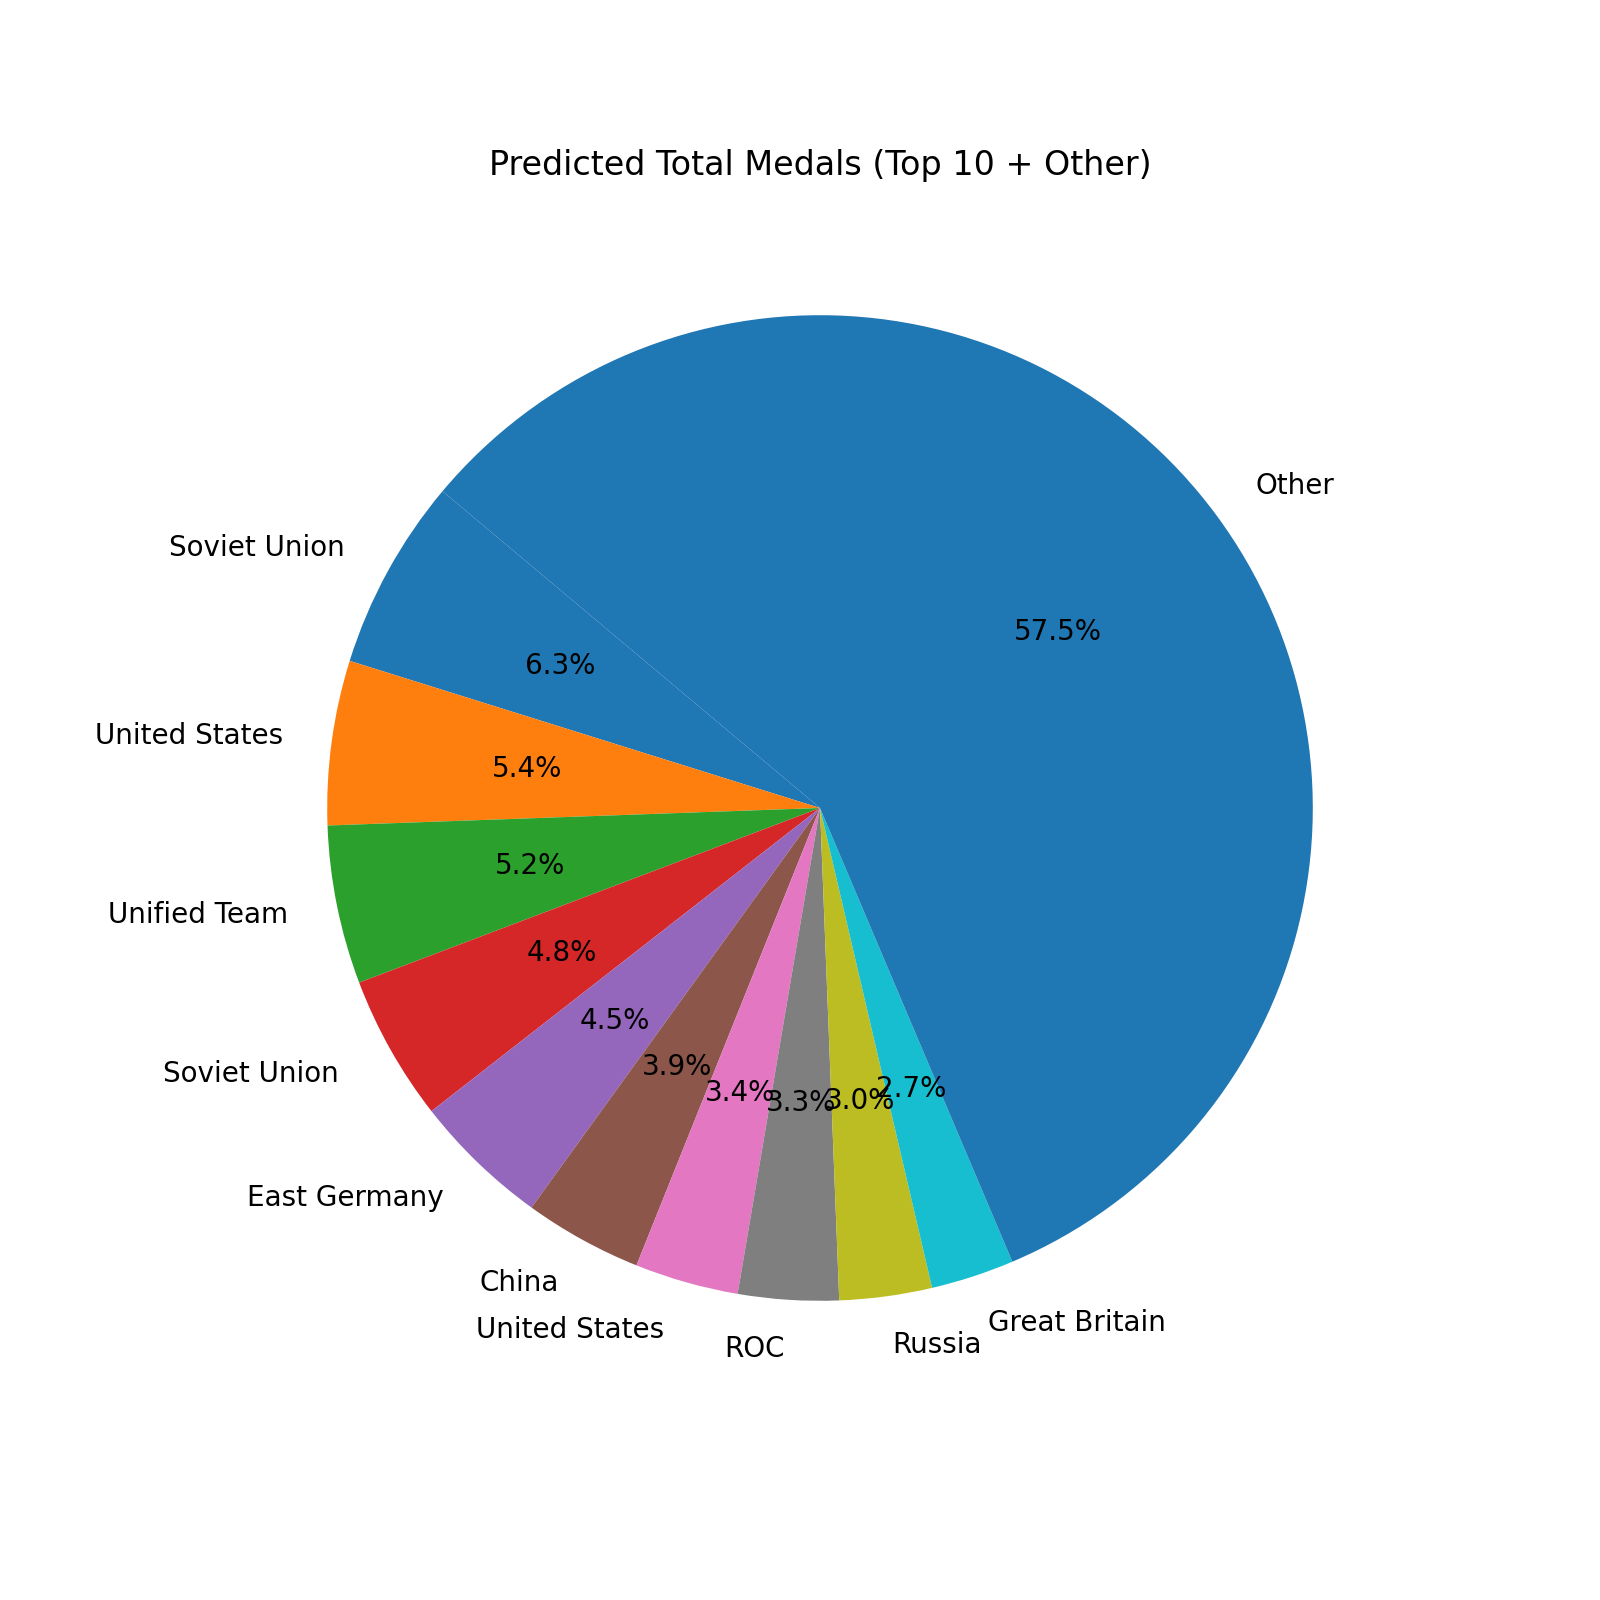 Predicted Total Medals (Top 10 + Other)
Other
Soviet Union
57.5%
6.3%
United States
5.4%
5.2%
Unified Team
4.8%
Soviet Union
4.5%
3.9%
3.4%
3.3%
3.0%
2.7%
East Germany
China
United States
ROC
Russia
Great Britain